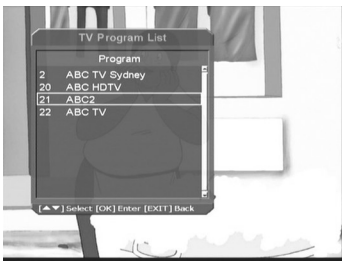 TV Program List
Program
2 ABC TV Sydney
20 ABC HDTV
21 ABC2
22 ABC TV
[▲▼] Select [OK] Enter [EXIT] Back